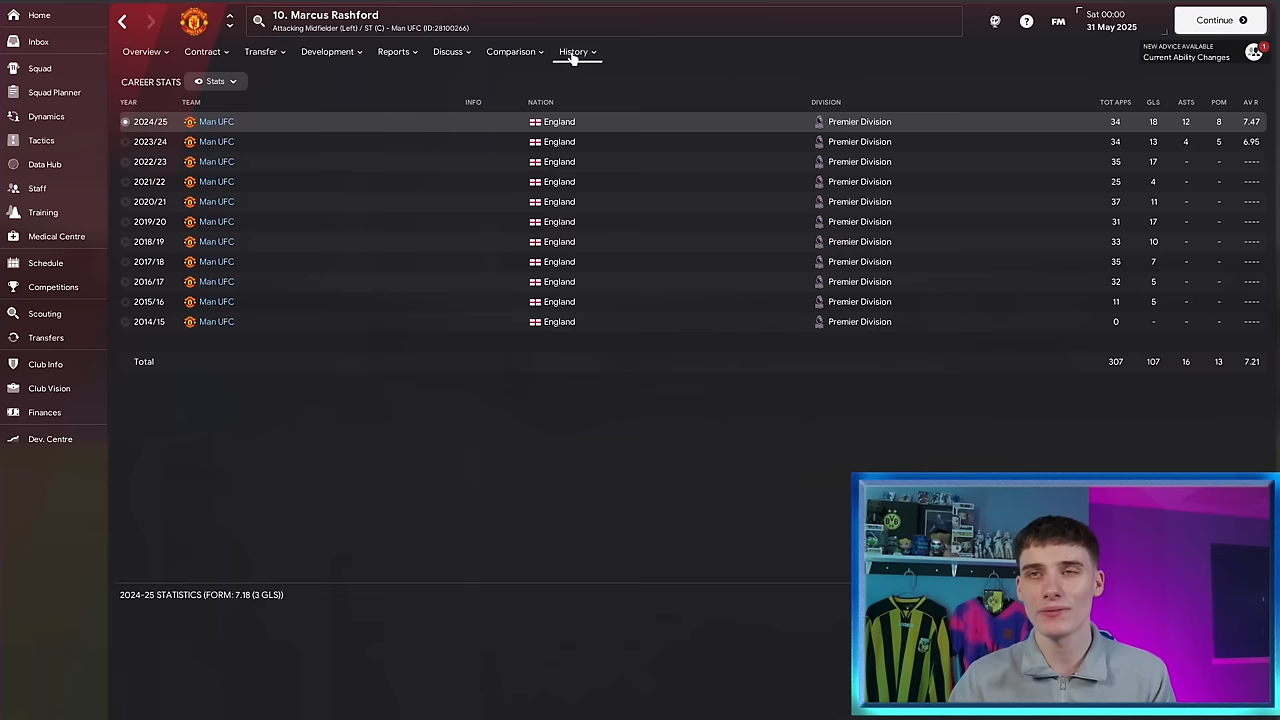 Home
Inbox
Squad
Squad Planner
Dynamics
Tactics
Data Hub
Staff
Training
Medical Centre
Schedule
Competitions
Scouting
Transfers
Club Info
Club Vision
Finances
Dev. Centre
10. Marcus Rashford
Attacking Midfielder (Left) / ST (C) - Man UFC (ID:28100266)
FM
Sat 00:00
31 May 2025
Continue
Overview Contract Transfer Development Reports Discuss Comparison History
NEW ADVICE AVAILABLE
Current Ability Changes
1
CAREER STATS Stats
YEAR TEAM INFO NATION DIVISION TOT APPS GLS ASTS POM AV R
2024/25 Man UFC England Premier Division 34 18 12 8 7.47
2023/24 Man UFC England Premier Division 34 13 4 5 6.95
2022/23 Man UFC England Premier Division 35 17 - - ----
2021/22 Man UFC England Premier Division 25 4 - - ----
2020/21 Man UFC England Premier Division 37 11 - - ----
2019/20 Man UFC England Premier Division 31 17 - - ----
2018/19 Man UFC England Premier Division 33 10 - - ----
2017/18 Man UFC England Premier Division 35 7 - - ----
2016/17 Man UFC England Premier Division 32 5 - - ----
2015/16 Man UFC England Premier Division 11 5 - - ----
2014/15 Man UFC England Premier Division 0 - - - ----
Total 307 107 16 13 7.21
2024-25 STATISTICS (FORM: 7.18 (3 GLS))
BVB